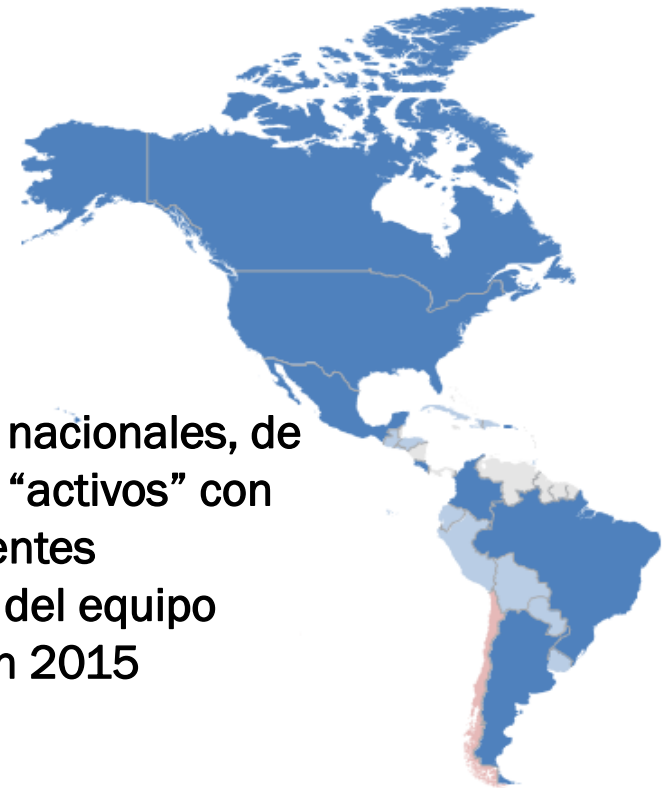 nacionales, de
“activos” con
entes
del equipo
n 2015